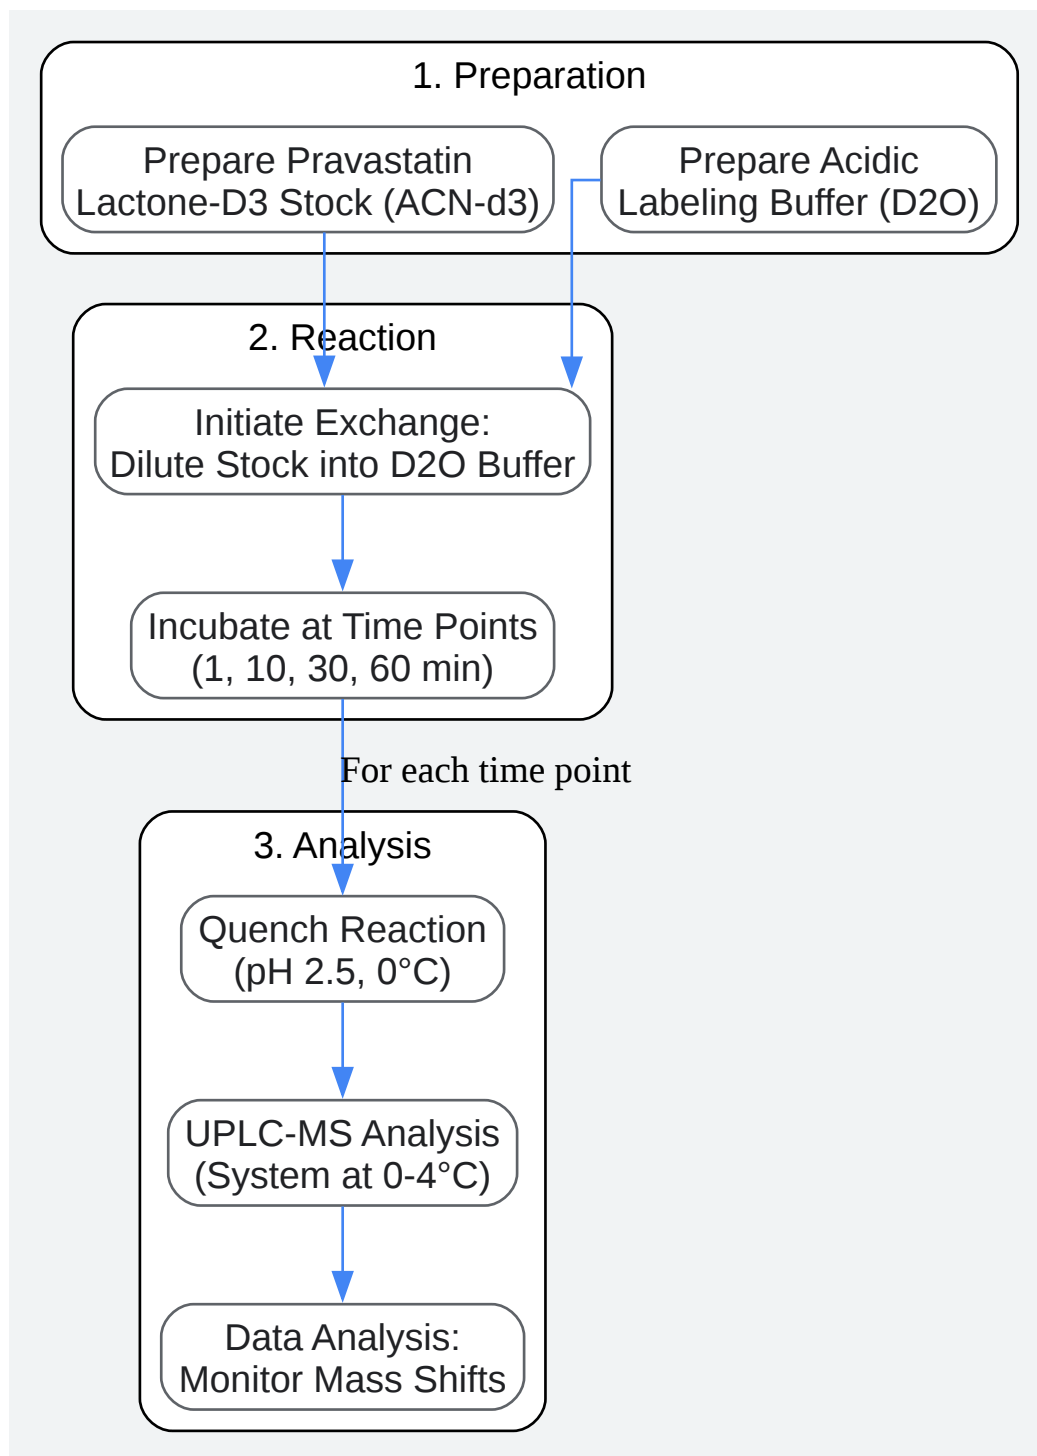 1. Preparation
Prepare Pravastatin
Lactone-D3 Stock (ACN-d3)
Prepare Acidic
Labeling Buffer (D2O)
2. Reaction
Initiate Exchange:
Dilute Stock into D2O Buffer
Incubate at Time Points
(1, 10, 30, 60 min)
For each time point
3. Analysis
Quench Reaction
(pH 2.5, 0°C)
UPLC-MS Analysis
(System at 0-4°C)
Data Analysis:
Monitor Mass Shifts